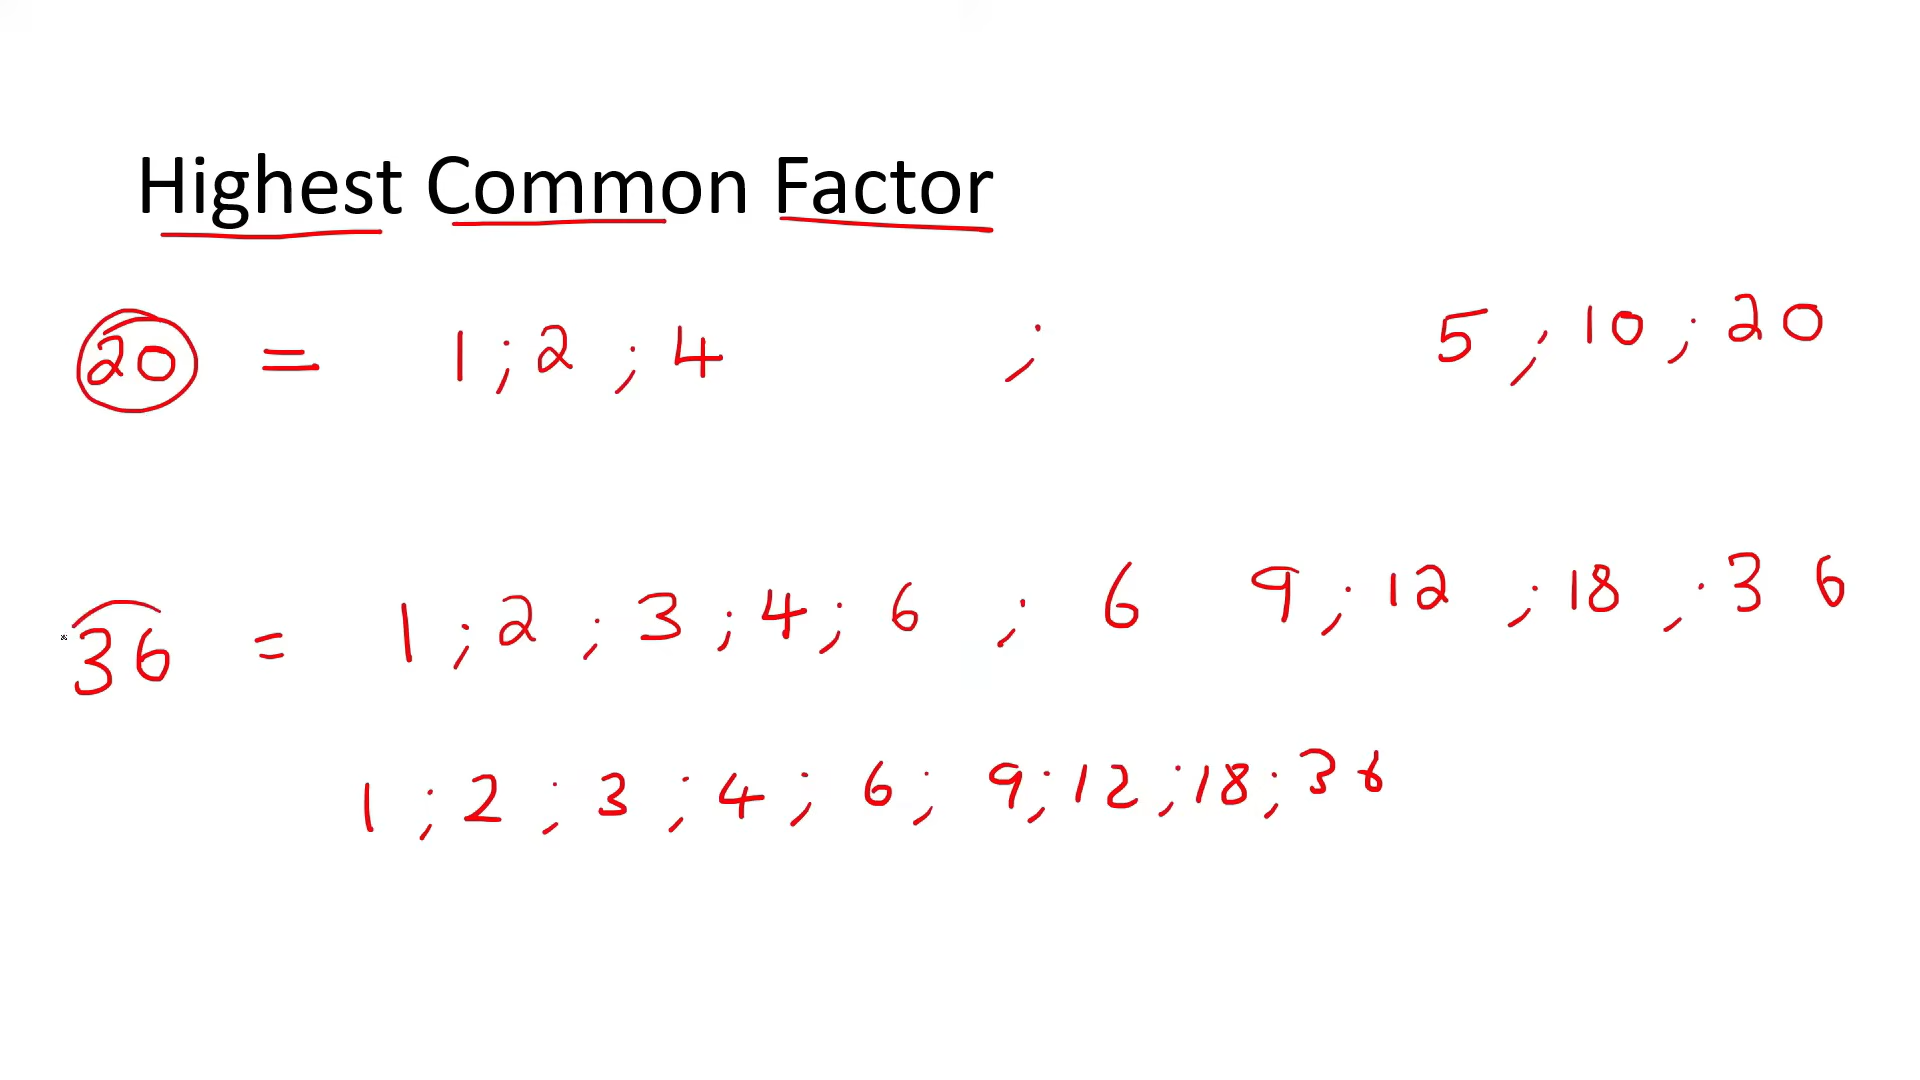 Highest Common Factor
20 = 1 ; 2 ; 4 ; 5 ; 10 ; 20
36 = 1 ; 2 ; 3 ; 4 ; 6 ; 6 9 ; 12 ; 18 ; 36
1 ; 2 ; 3 ; 4 ; 6 ; 9 ; 12 ; 18 ; 36